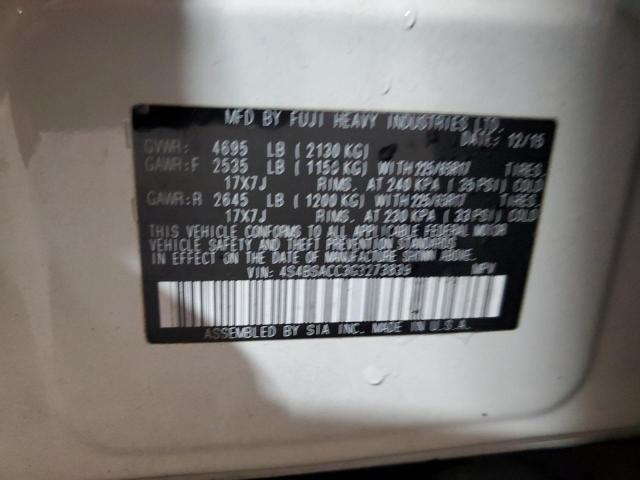 MFD BY FUJI HEAVY INDUSTRIES LTD.
DATE: 12/15
GVWR: 4695 LB (2130 KG)
GAWR:F 2535 LB (1150 KG) WITH 225/65R17 TIRES,
17X7J RIMS, AT 240 KPA (35 PSI) COLD
GAWR:R 2645 LB (1200 KG) WITH 225/65R17 TIRES,
17X7J RIMS, AT 230 KPA (33 PSI) COLD
THIS VEHICLE CONFORMS TO ALL APPLICABLE FEDERAL MOTOR
VEHICLE SAFETY AND THEFT PREVENTION STANDARDS
IN EFFECT ON THE DATE OF MANUFACTURE SHOWN ABOVE.
VIN: 4S4BSACC3G3273839 MPV
ASSEMBLED BY SIA INC. MADE IN U.S.A.